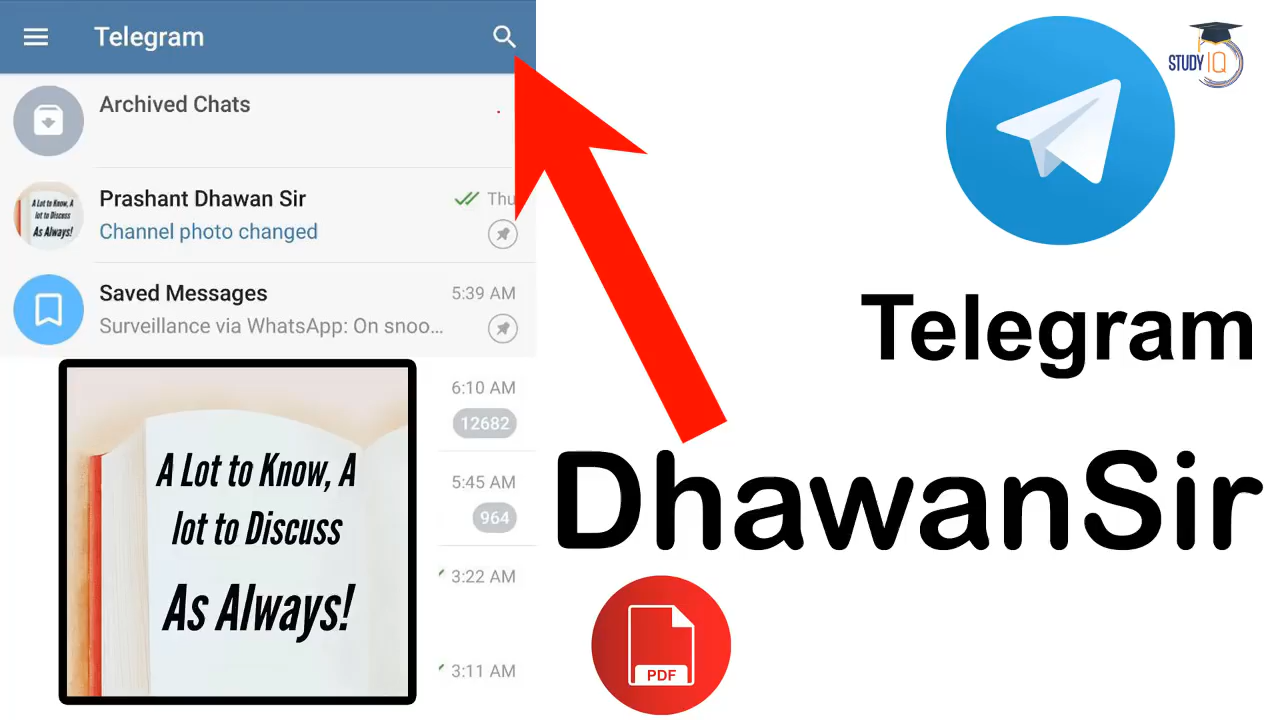 Telegram
Archived Chats
Prashant Dhawan Sir
Thu
Channel photo changed
Saved Messages
5:39 AM
Surveillance via WhatsApp: On snoo...
A Lot to Know, A
lot to Discuss
As Always!
6:10 AM
12682
5:45 AM
964
3:22 AM
3:11 AM
A Lot to Know, A
lot to Discuss
As Always!
STUDY IQ
Telegram
DhawanSir
PDF